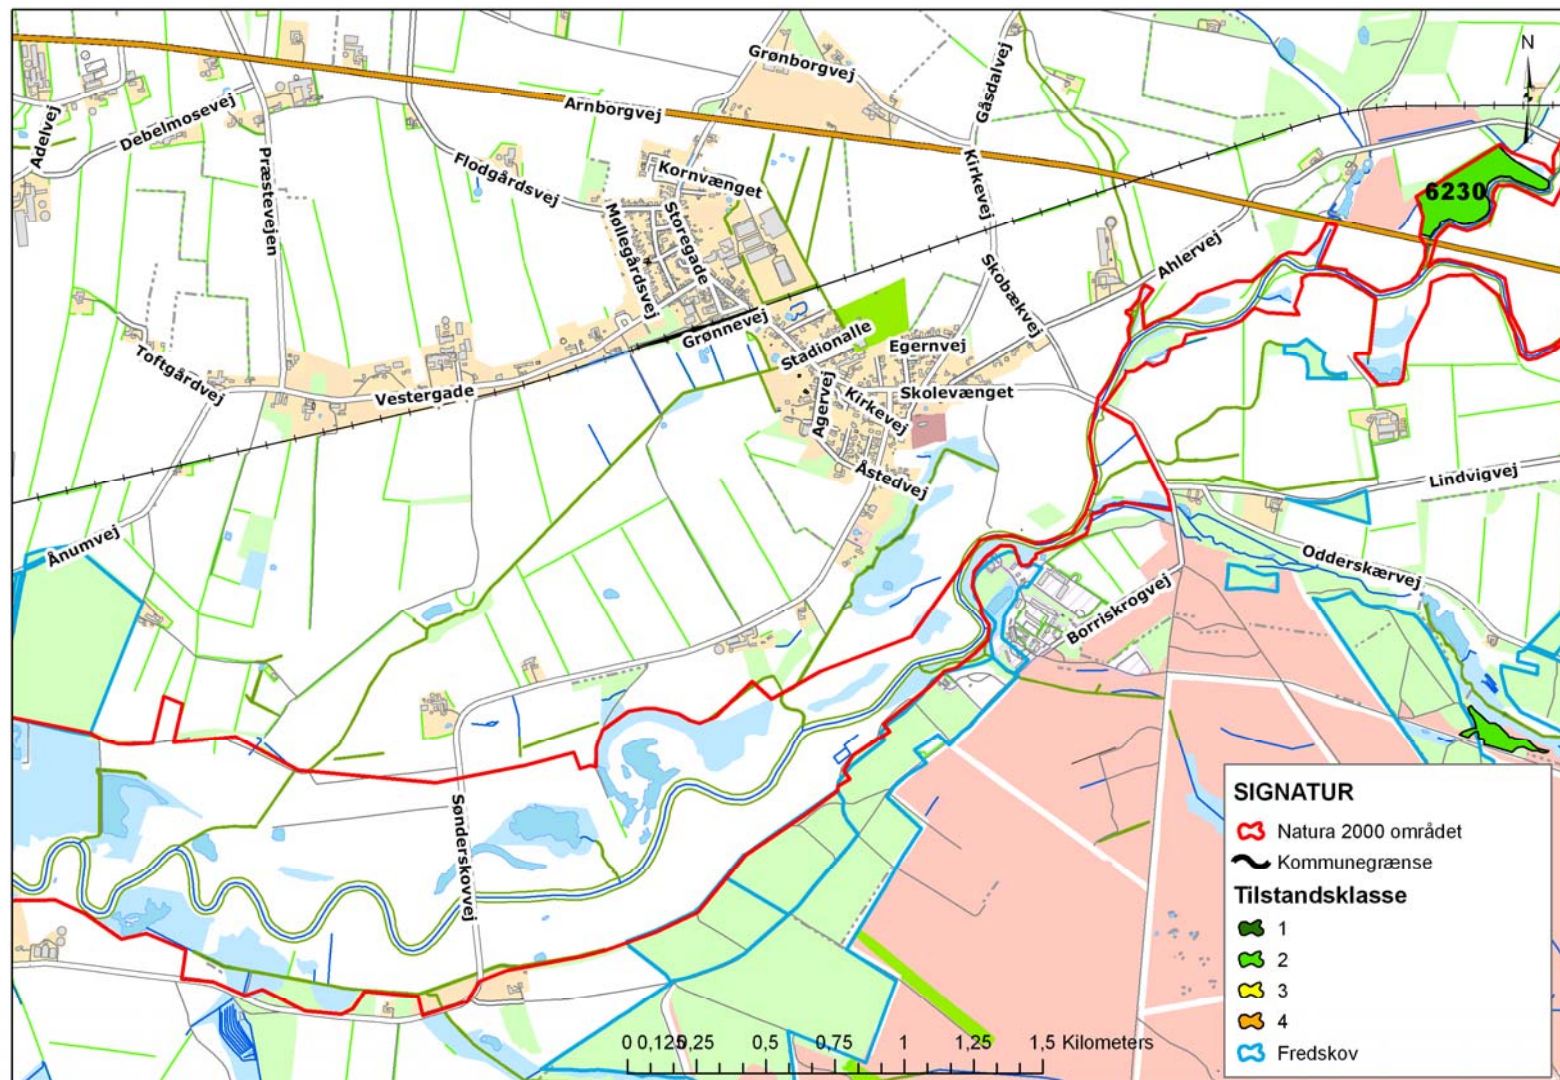 Grønborgvej
Gåsdalvej
N
Arnborgvej
Adelvej
Debelmosevej
Præstevejen
Flodgårdsvej
Kornvænget
Kirkevej
6230
Møllegårdsvej
Storegade
Skobækvej
Ahlervej
Grønnevej
Stadionalle
Egernvej
Toftgårdvej
Vestergade
Agervej
Kirkevej
Skolevænget
Åstedvej
Lindvigvej
Ånumvej
Odderskærvej
Borriskrogvej
Sønderskovvej
SIGNATUR
Natura 2000 området
Kommunegrænse
Tilstandsklasse
1
2
3
4
Fredskov
0 0,125 0,25 0,5 0,75 1 1,25 1,5 Kilometers